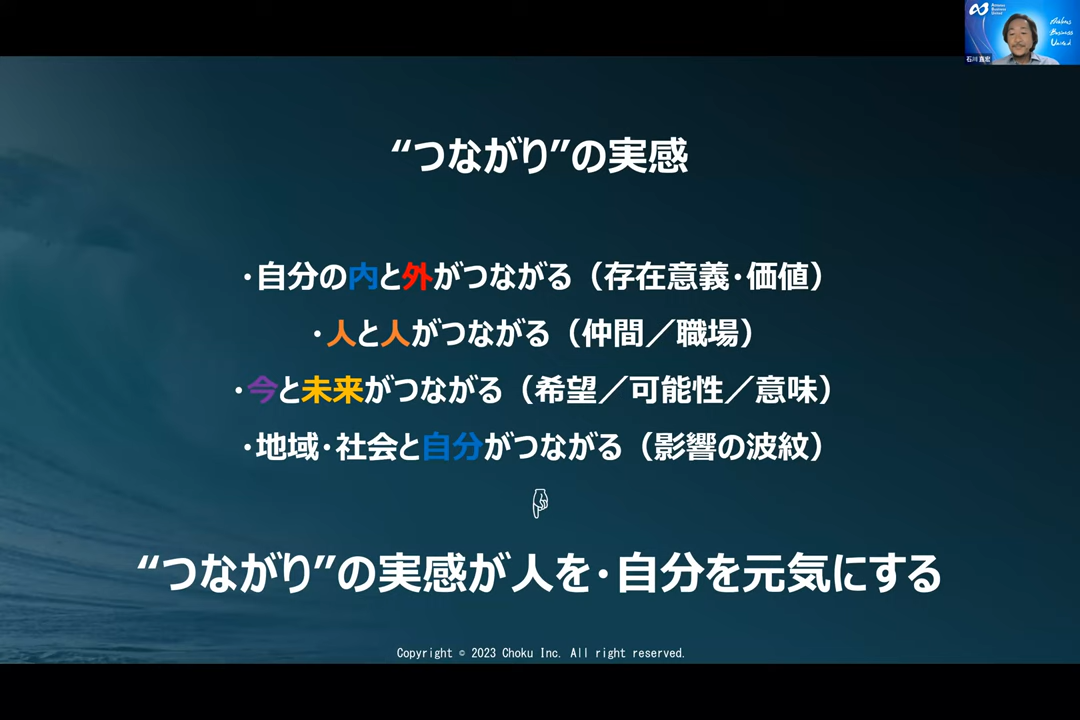 “つながり”の実感
・自分の内と外がつながる（存在意義・価値）
・人と人がつながる（仲間／職場）
・今と未来がつながる（希望／可能性／意味）
・地域・社会と自分がつながる（影響の波紋）
“つながり”の実感が人を・自分を元気にする
Copyright © 2023 Choku Inc. All right reserved.
Business
United
Business
United